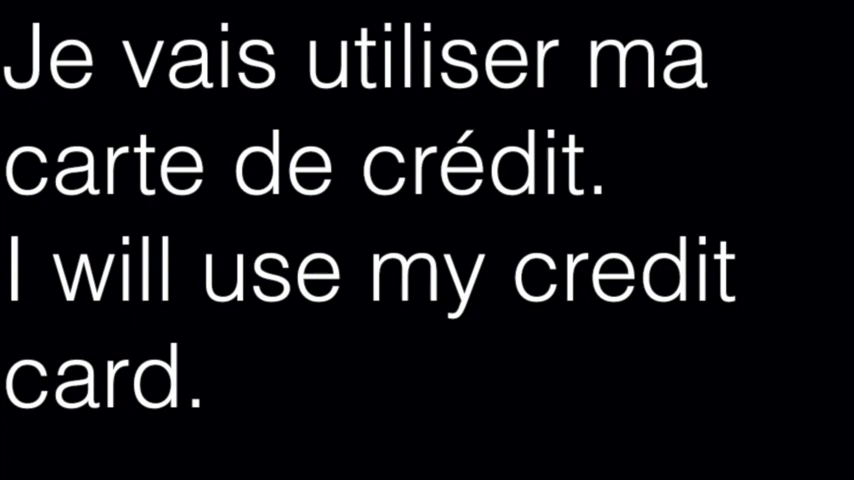 Je vais utiliser ma
carte de crédit.
I will use my credit
card.